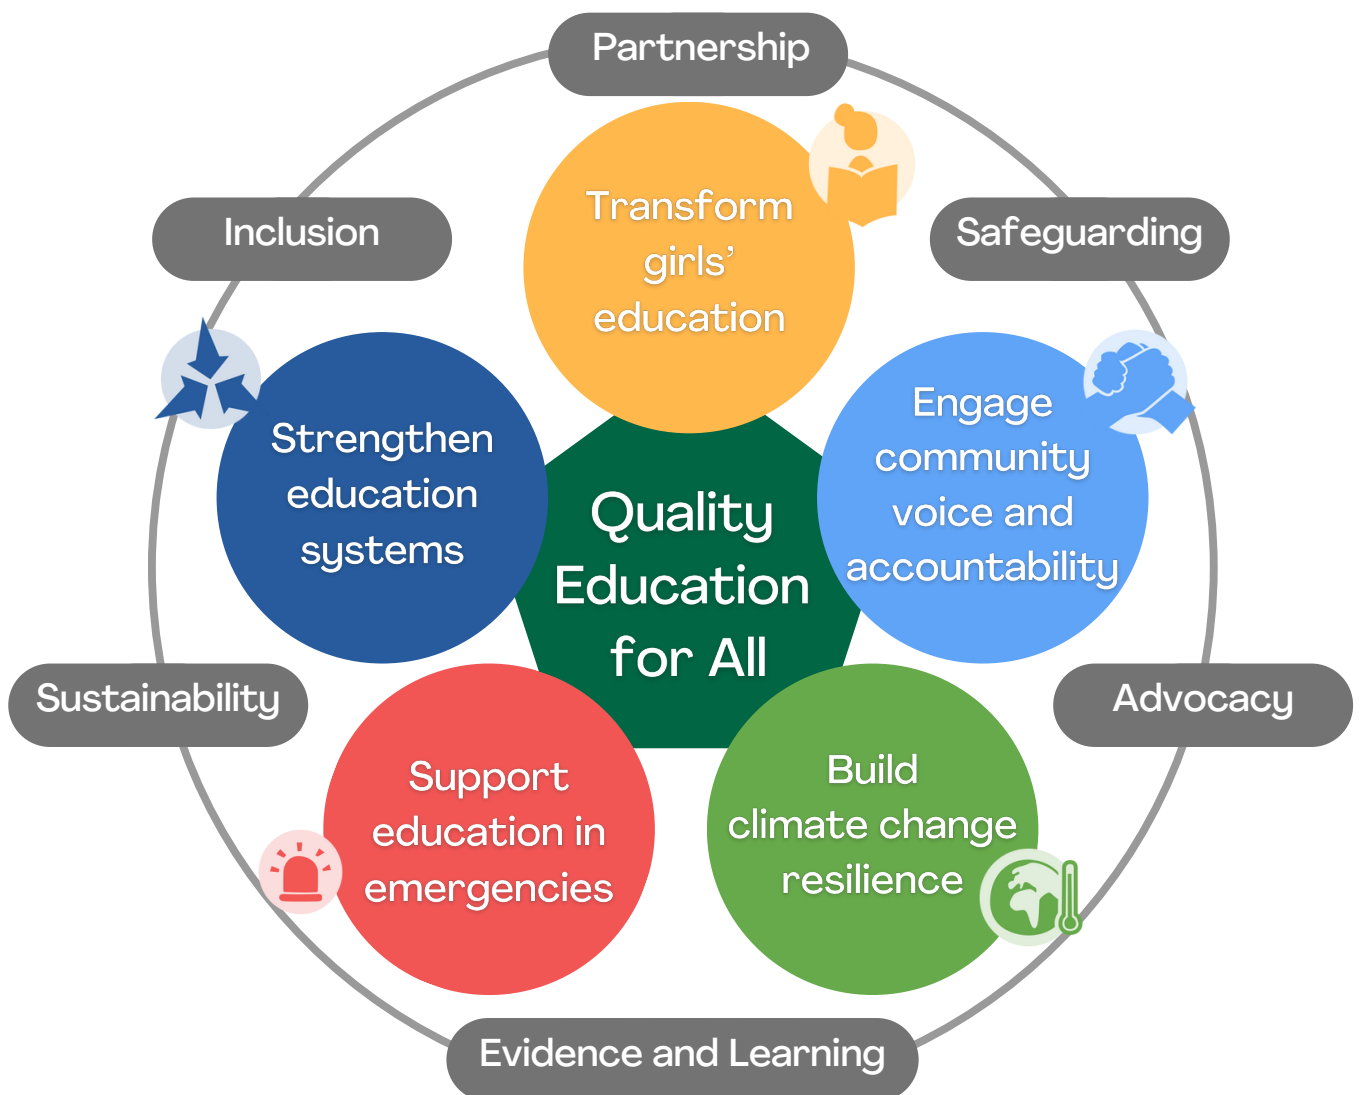 Partnership
Inclusion
Safeguarding
Transform
girls’
education
Strengthen
education
systems
Engage
community
voice and
accountability
Quality
Education
for All
Sustainability
Advocacy
Support
education in
emergencies
Build
climate change
resilience
Evidence and Learning